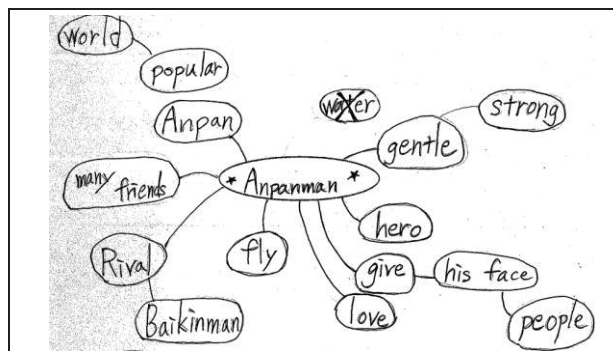 world
popular
Anpan
water
strong
gentle
many
friends
★ Anpanman ★
hero
Rival
fly
give
his face
Baikinman
love
people